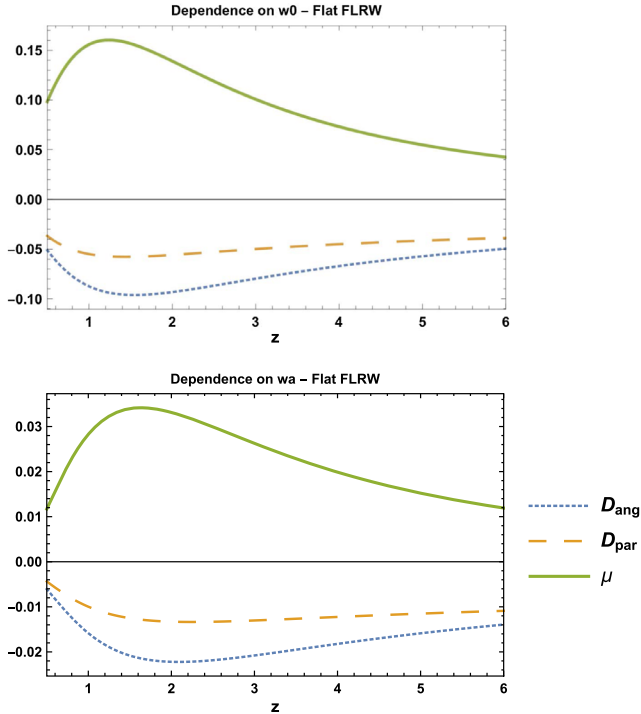 Dependence on w0 – Flat FLRW
0.15
0.10
0.05
0.00
−0.05
−0.10
1 2 3 4 5 6
z
Dependence on wa – Flat FLRW
0.03
0.02
0.01
0.00
−0.01
−0.02
1 2 3 4 5 6
z
Dang
Dpar
μ